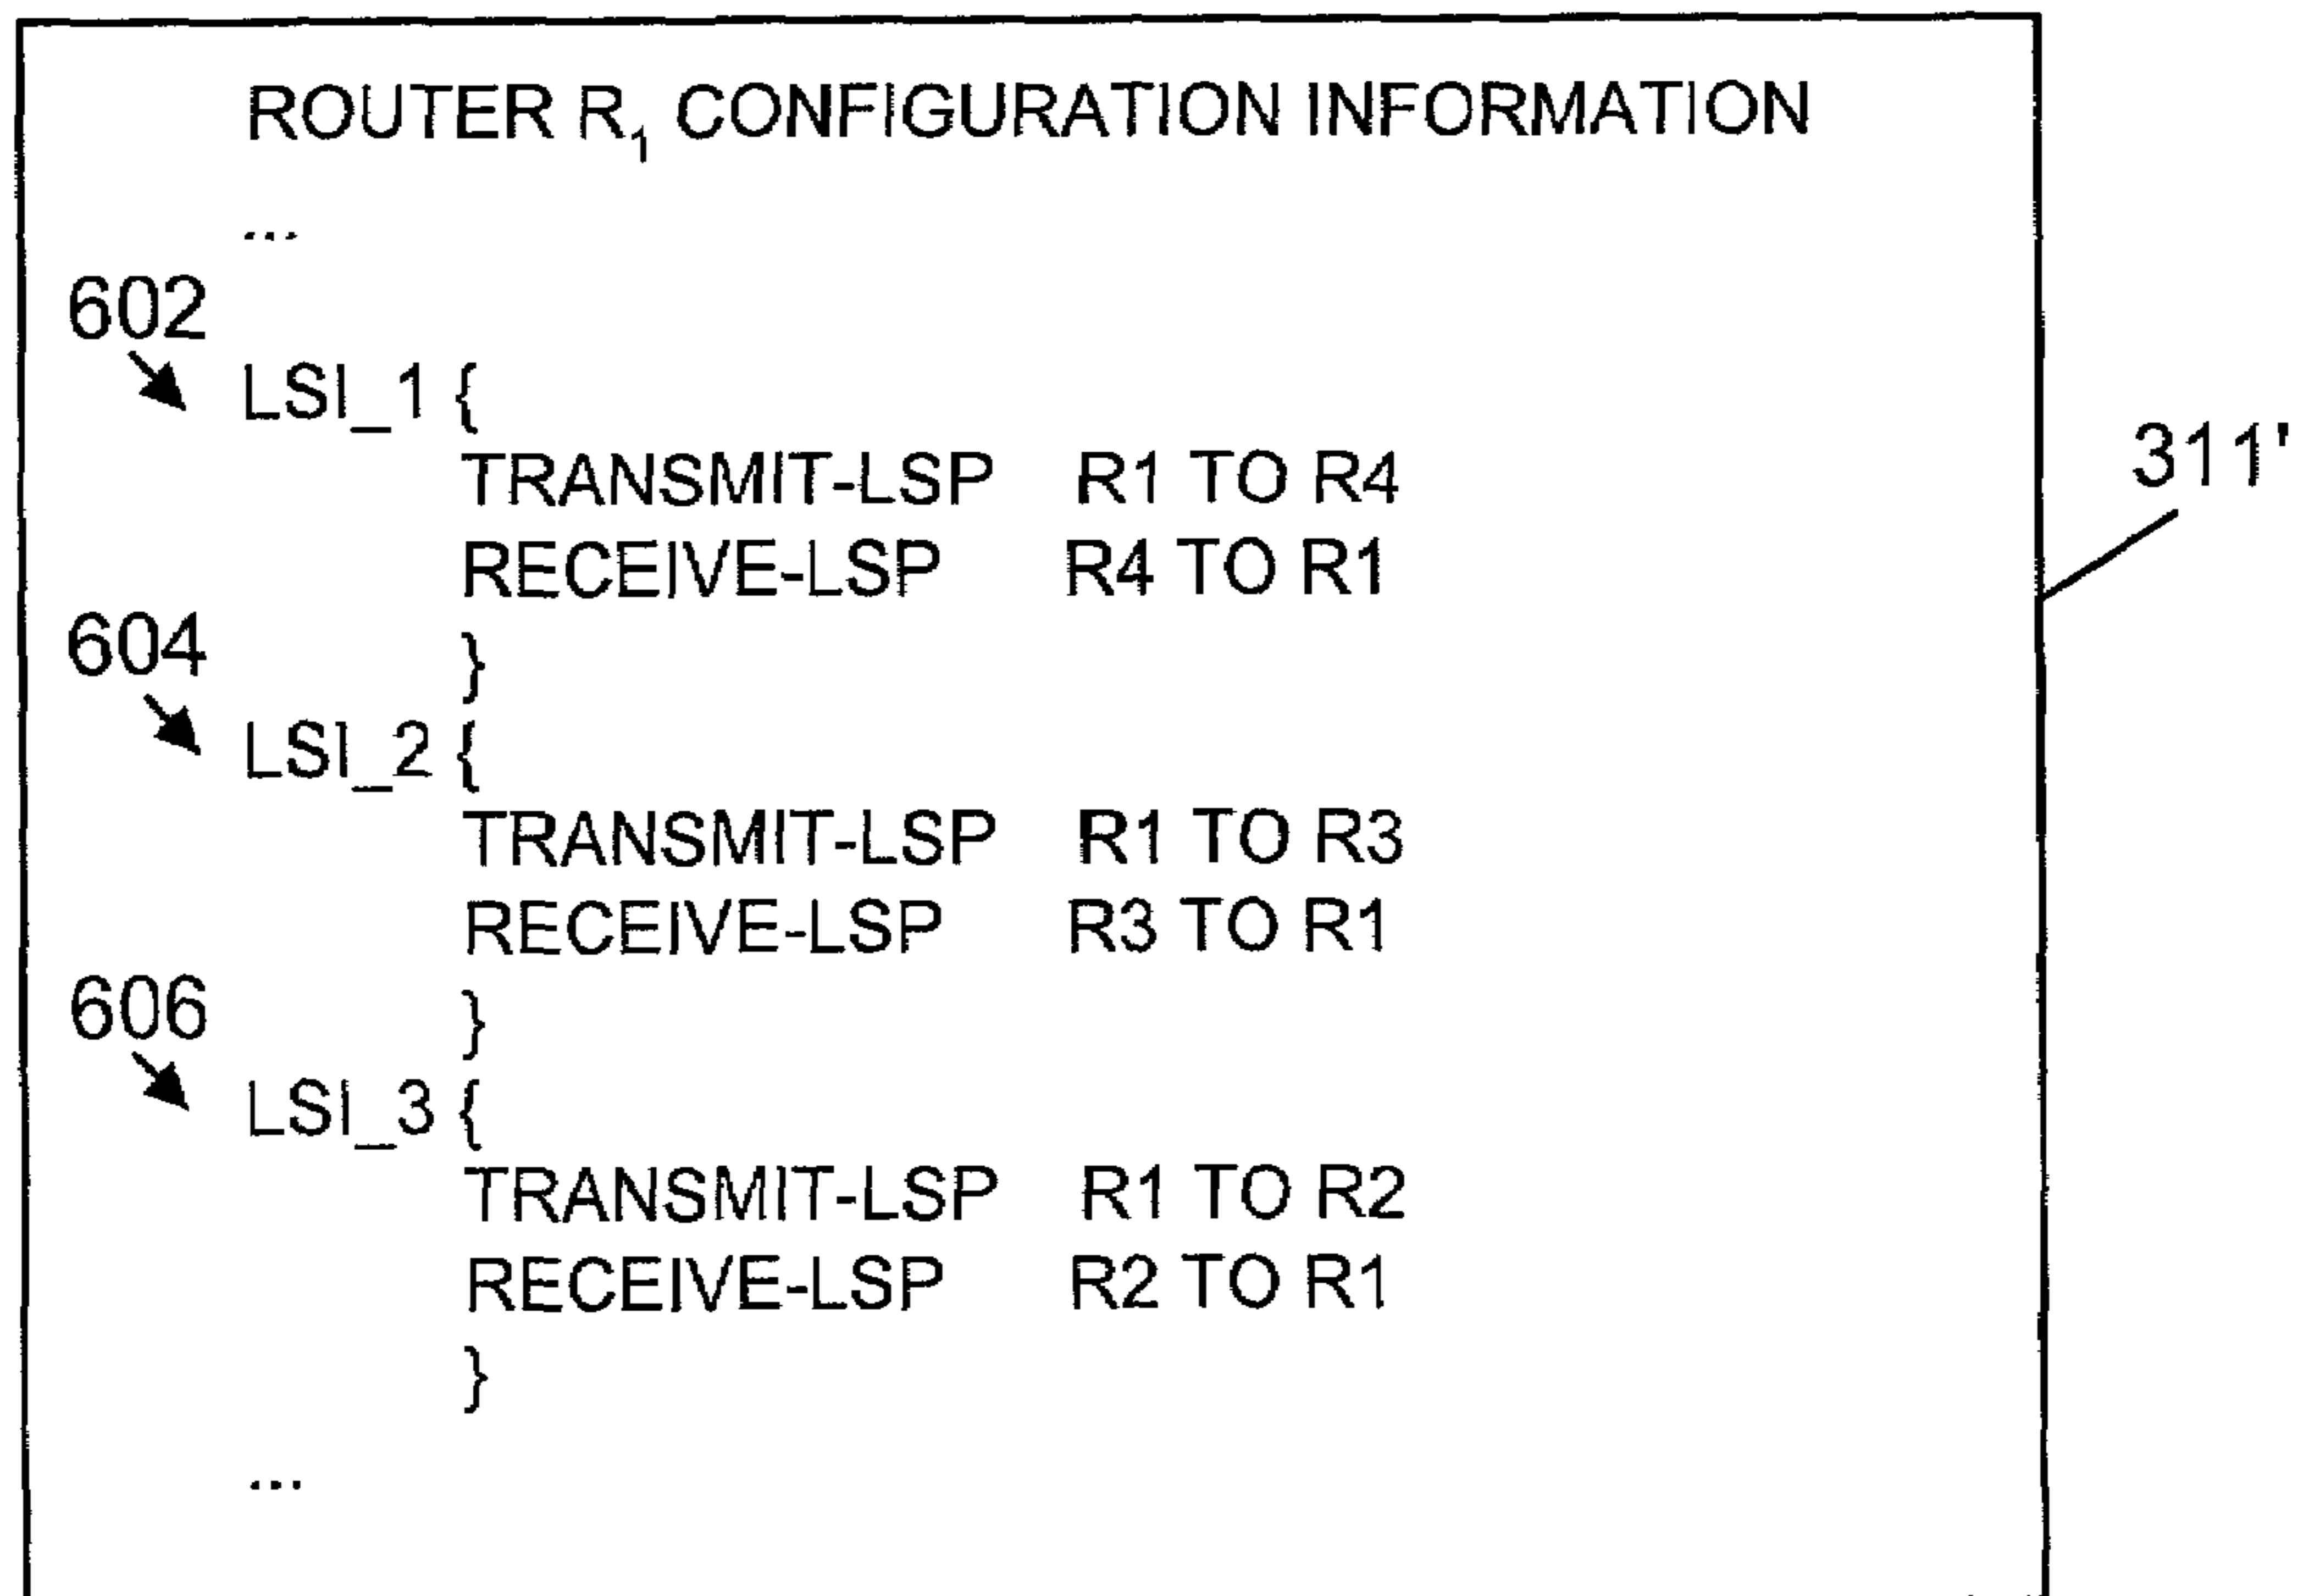 ROUTER R₁ CONFIGURATION INFORMATION
...
602
LSI_1 {
TRANSMIT-LSP R1 TO R4
RECEIVE-LSP R4 TO R1
}
604
LSI_2 {
TRANSMIT-LSP R1 TO R3
RECEIVE-LSP R3 TO R1
}
606
LSI_3 {
TRANSMIT-LSP R1 TO R2
RECEIVE-LSP R2 TO R1
}
...
311'